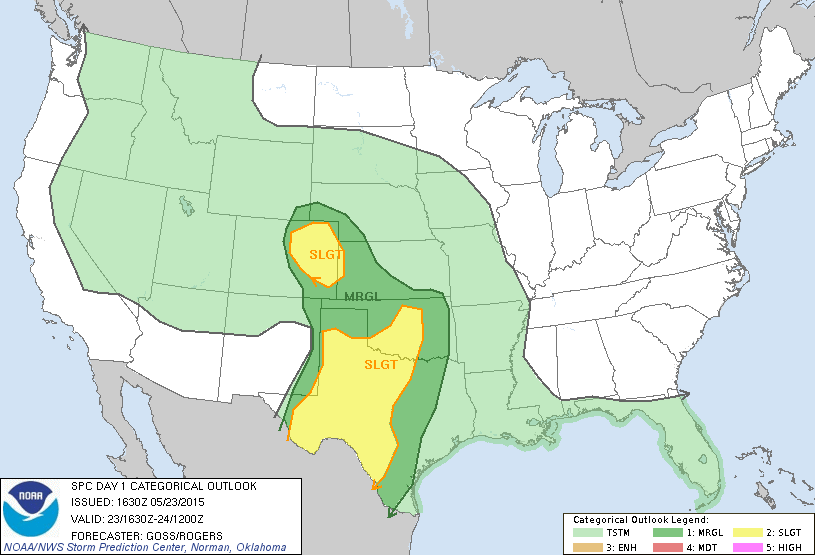 SLGT
MRGL
SLGT
NOAA
SPC DAY 1 CATEGORICAL OUTLOOK
ISSUED: 1630Z 05/23/2015
VALID: 23/1630Z-24/1200Z
FORECASTER: GOSS/ROGERS
NOAA/NWS Storm Prediction Center, Norman, Oklahoma
Categorical Outlook Legend:
TSTM 1: MRGL 2: SLGT
3: ENH 4: MDT 5: HIGH